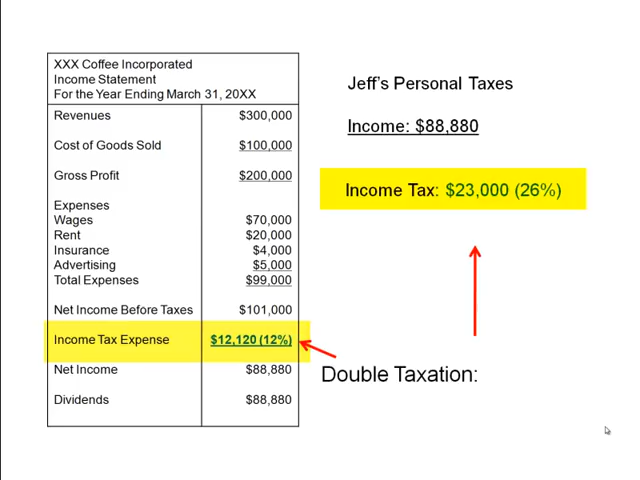 XXX Coffee Incorporated
Income Statement
For the Year Ending March 31, 20XX
Revenues $300,000
Cost of Goods Sold $100,000
Gross Profit $200,000
Expenses
Wages $70,000
Rent $20,000
Insurance $4,000
Advertising $5,000
Total Expenses $99,000
Net Income Before Taxes $101,000
Income Tax Expense $12,120 (12%)
Net Income $88,880
Dividends $88,880
Jeff's Personal Taxes
Income: $88,880
Income Tax: $23,000 (26%)
Double Taxation: